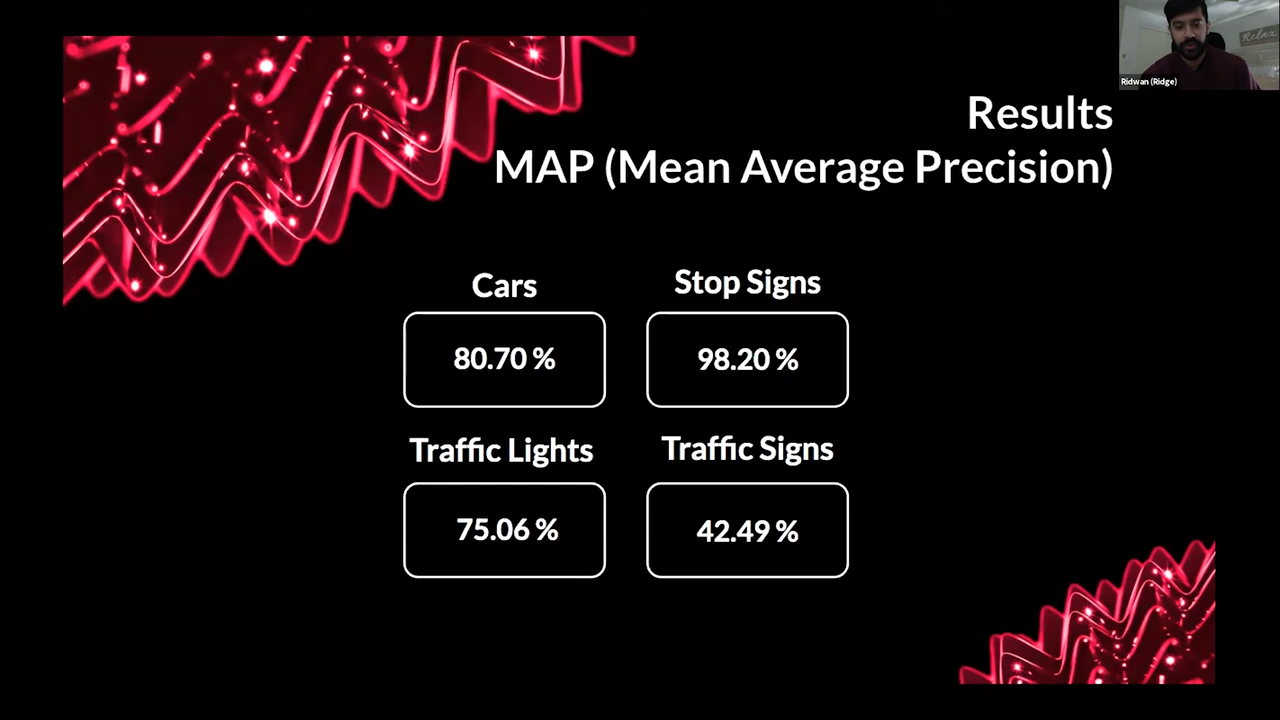 Relax
Ridwan (Ridge)
Results
MAP (Mean Average Precision)
Cars
Stop Signs
80.70 %
98.20 %
Traffic Lights
Traffic Signs
75.06 %
42.49 %